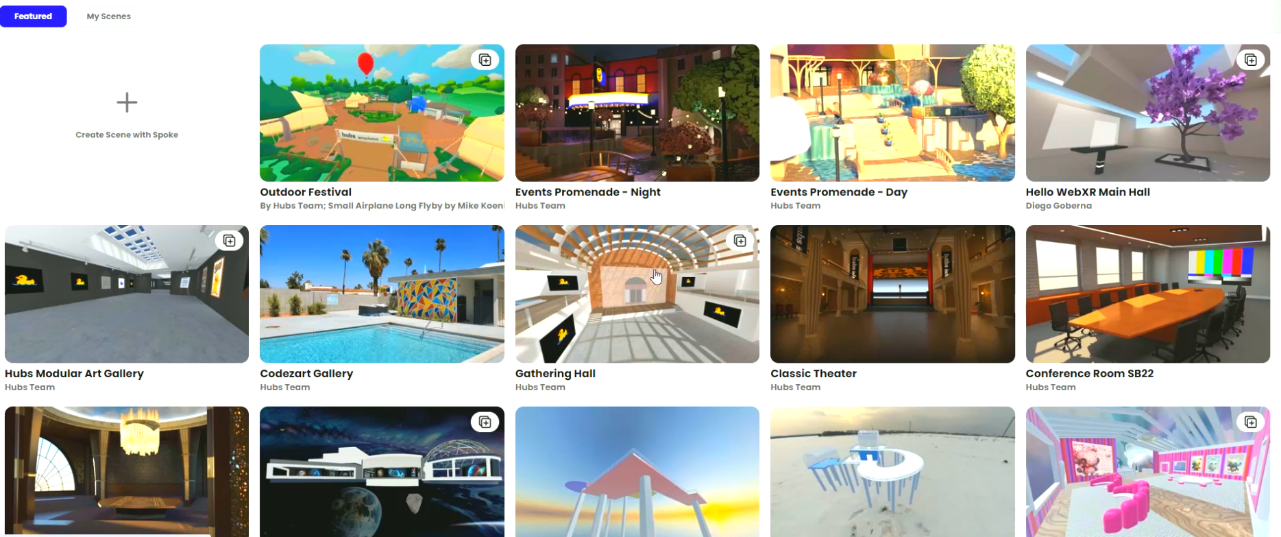 Featured
My Scenes
Create Scene with Spoke
Outdoor Festival
By Hubs Team; Small Airplane Long Flyby by Mike Koeni
Events Promenade - Night
Hubs Team
Events Promenade - Day
Hubs Team
Hello WebXR Main Hall
Diego Goberna
Hubs Modular Art Gallery
Hubs Team
Codezart Gallery
Hubs Team
Gathering Hall
Hubs Team
Classic Theater
Hubs Team
Conference Room SB22
Hubs Team